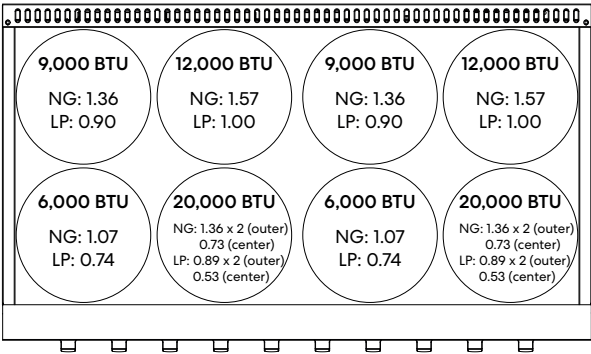 9,000 BTU
NG: 1.36
LP: 0.90
12,000 BTU
NG: 1.57
LP: 1.00
9,000 BTU
NG: 1.36
LP: 0.90
12,000 BTU
NG: 1.57
LP: 1.00
6,000 BTU
NG: 1.07
LP: 0.74
20,000 BTU
NG: 1.36 x 2 (outer)
0.73 (center)
LP: 0.89 x 2 (outer)
0.53 (center)
6,000 BTU
NG: 1.07
LP: 0.74
20,000 BTU
NG: 1.36 x 2 (outer)
0.73 (center)
LP: 0.89 x 2 (outer)
0.53 (center)